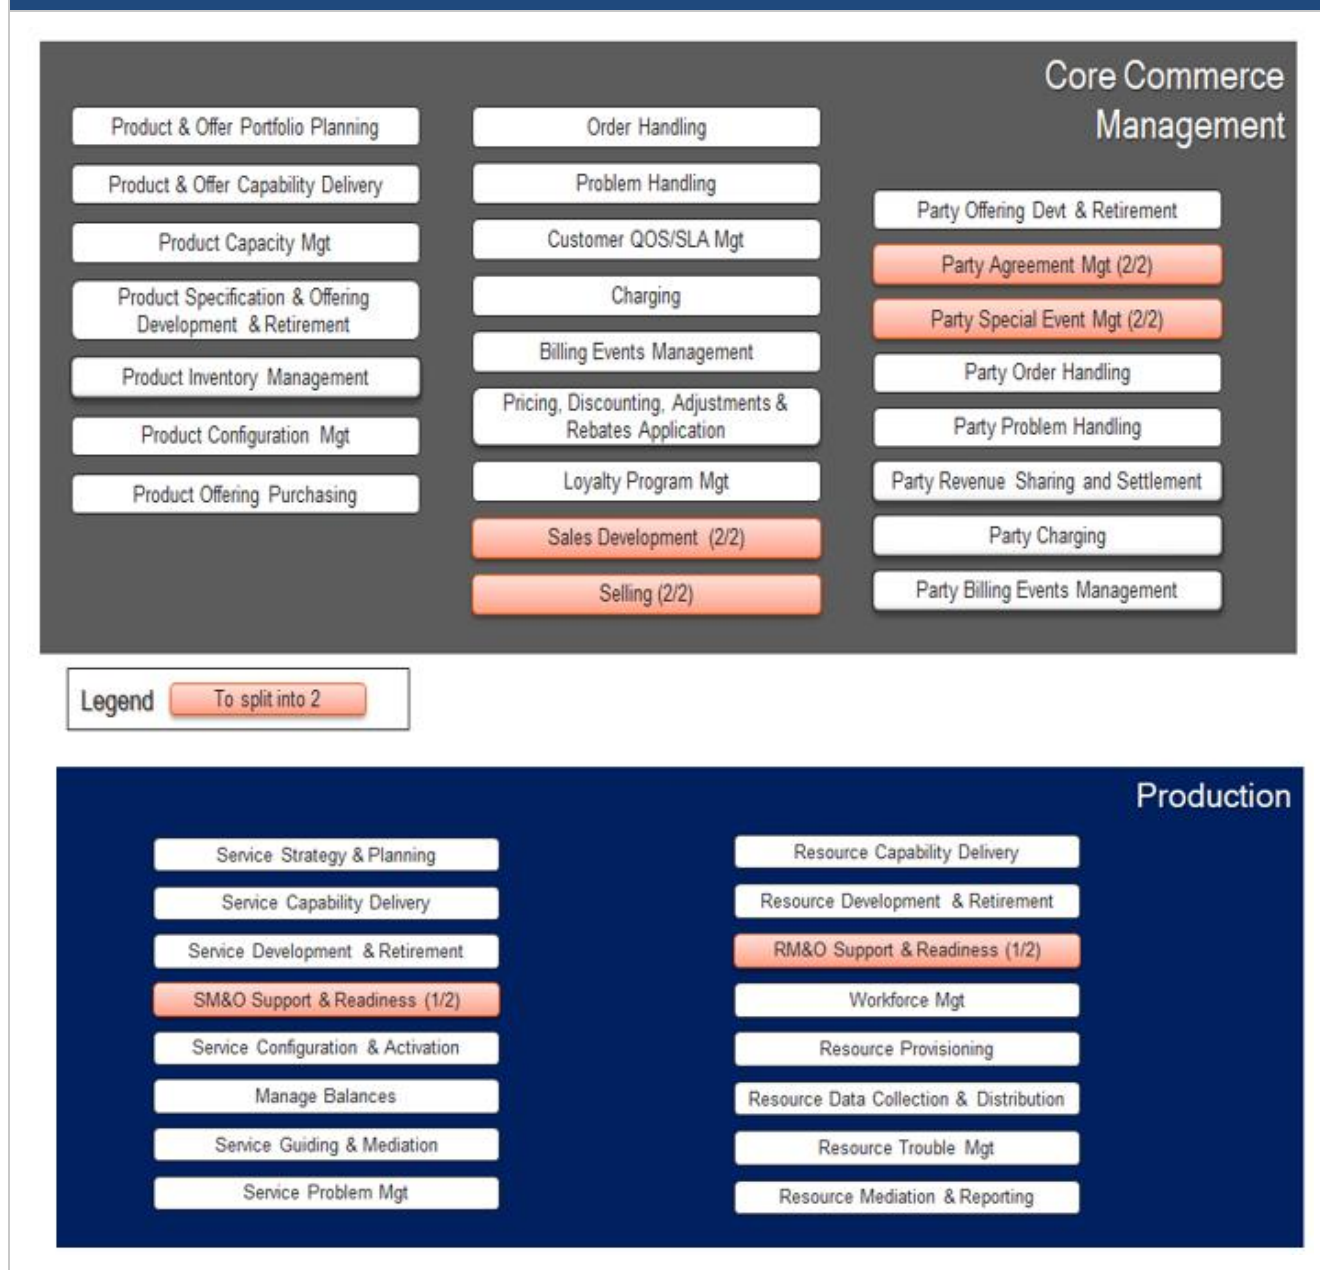 Core Commerce
Management
Product & Offer Portfolio Planning
Product & Offer Capability Delivery
Product Capacity Mgt
Product Specification & Offering
Development & Retirement
Product Inventory Management
Product Configuration Mgt
Product Offering Purchasing
Order Handling
Problem Handling
Customer QOS/SLA Mgt
Charging
Billing Events Management
Pricing, Discounting, Adjustments &
Rebates Application
Loyalty Program Mgt
Sales Development (2/2)
Selling (2/2)
Party Offering Devt & Retirement
Party Agreement Mgt (2/2)
Party Special Event Mgt (2/2)
Party Order Handling
Party Problem Handling
Party Revenue Sharing and Settlement
Party Charging
Party Billing Events Management
Legend
To split into 2
Production
Service Strategy & Planning
Service Capability Delivery
Service Development & Retirement
SM&O Support & Readiness (1/2)
Service Configuration & Activation
Manage Balances
Service Guiding & Mediation
Service Problem Mgt
Resource Capability Delivery
Resource Development & Retirement
RM&O Support & Readiness (1/2)
Workforce Mgt
Resource Provisioning
Resource Data Collection & Distribution
Resource Trouble Mgt
Resource Mediation & Reporting